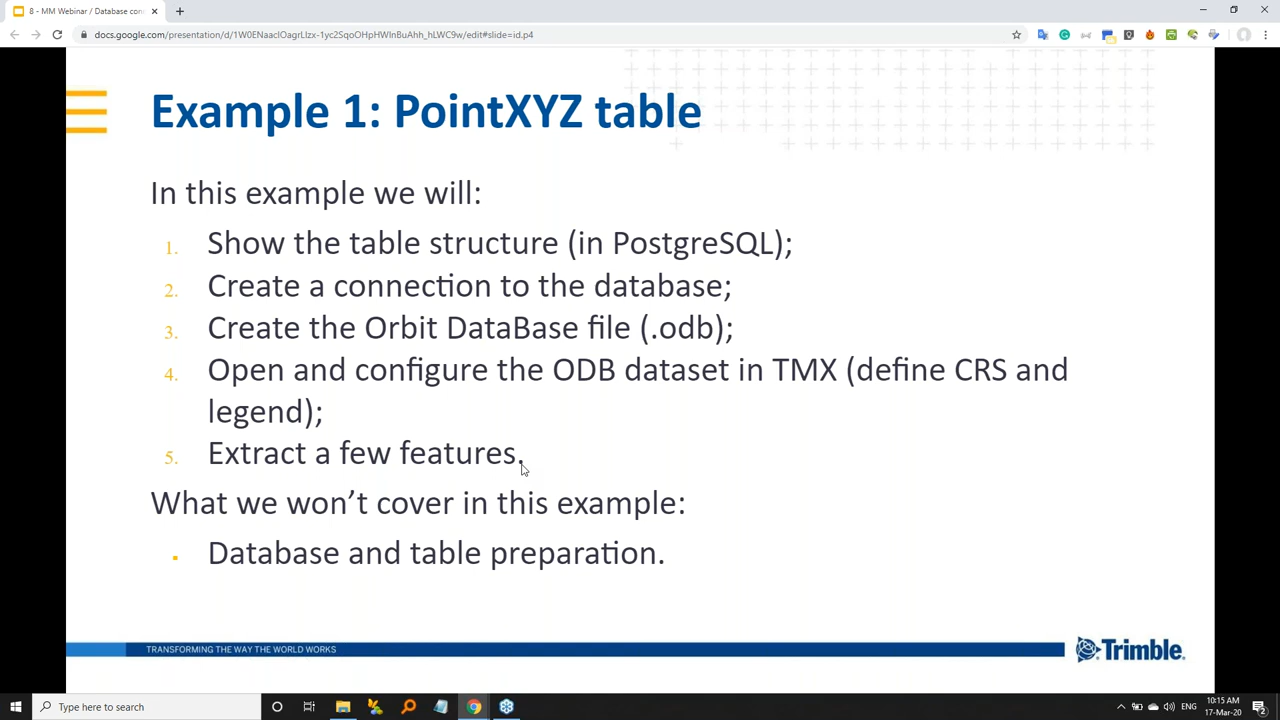 8 - MM Webinar / Database con
docs.google.com/presentation/d/1W0ENaacIOagrLIzx-1yc2SqoOHpHWInBuAhh_hLWC9w/edit#slide=id.p4
Example 1: PointXYZ table
In this example we will:
1. Show the table structure (in PostgreSQL);
2. Create a connection to the database;
3. Create the Orbit DataBase file (.odb);
4. Open and configure the ODB dataset in TMX (define CRS and
legend);
5. Extract a few features.
What we won't cover in this example:
Database and table preparation.
TRANSFORMING THE WAY THE WORLD WORKS
Trimble
Type here to search
ENG
10:15 AM
17-Mar-20
2